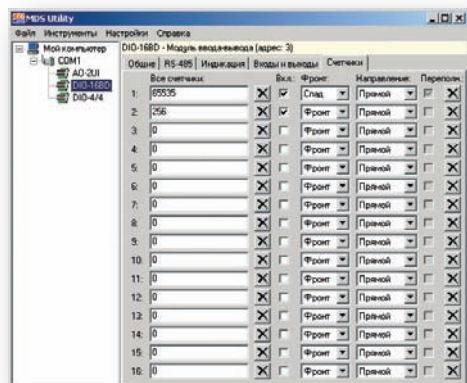 MDS Utility
Файл Инструменты Настройки Справка
Мой компьютер
COM1
AO-2UI
DIO-16BD
DIO-4/4
DIO-16BD - Модуль ввода-вывода (адрес: 3)
Общие RS-485 Индикация Входы и выходы Счетчики
Все счетчики: Вкл.: Фронт: Направление: Переполн.:
1: 65535 Спад Прямой
2: 256 Фронт Прямой
3: 0 Фронт Прямой
4: 0 Фронт Прямой
5: 0 Фронт Прямой
6: 0 Фронт Прямой
7: 0 Фронт Прямой
8: 0 Фронт Прямой
9: 0 Фронт Прямой
10: 0 Фронт Прямой
11: 0 Фронт Прямой
12: 0 Фронт Прямой
13: 0 Фронт Прямой
14: 0 Фронт Прямой
15: 0 Фронт Прямой
16: 0 Фронт Прямой